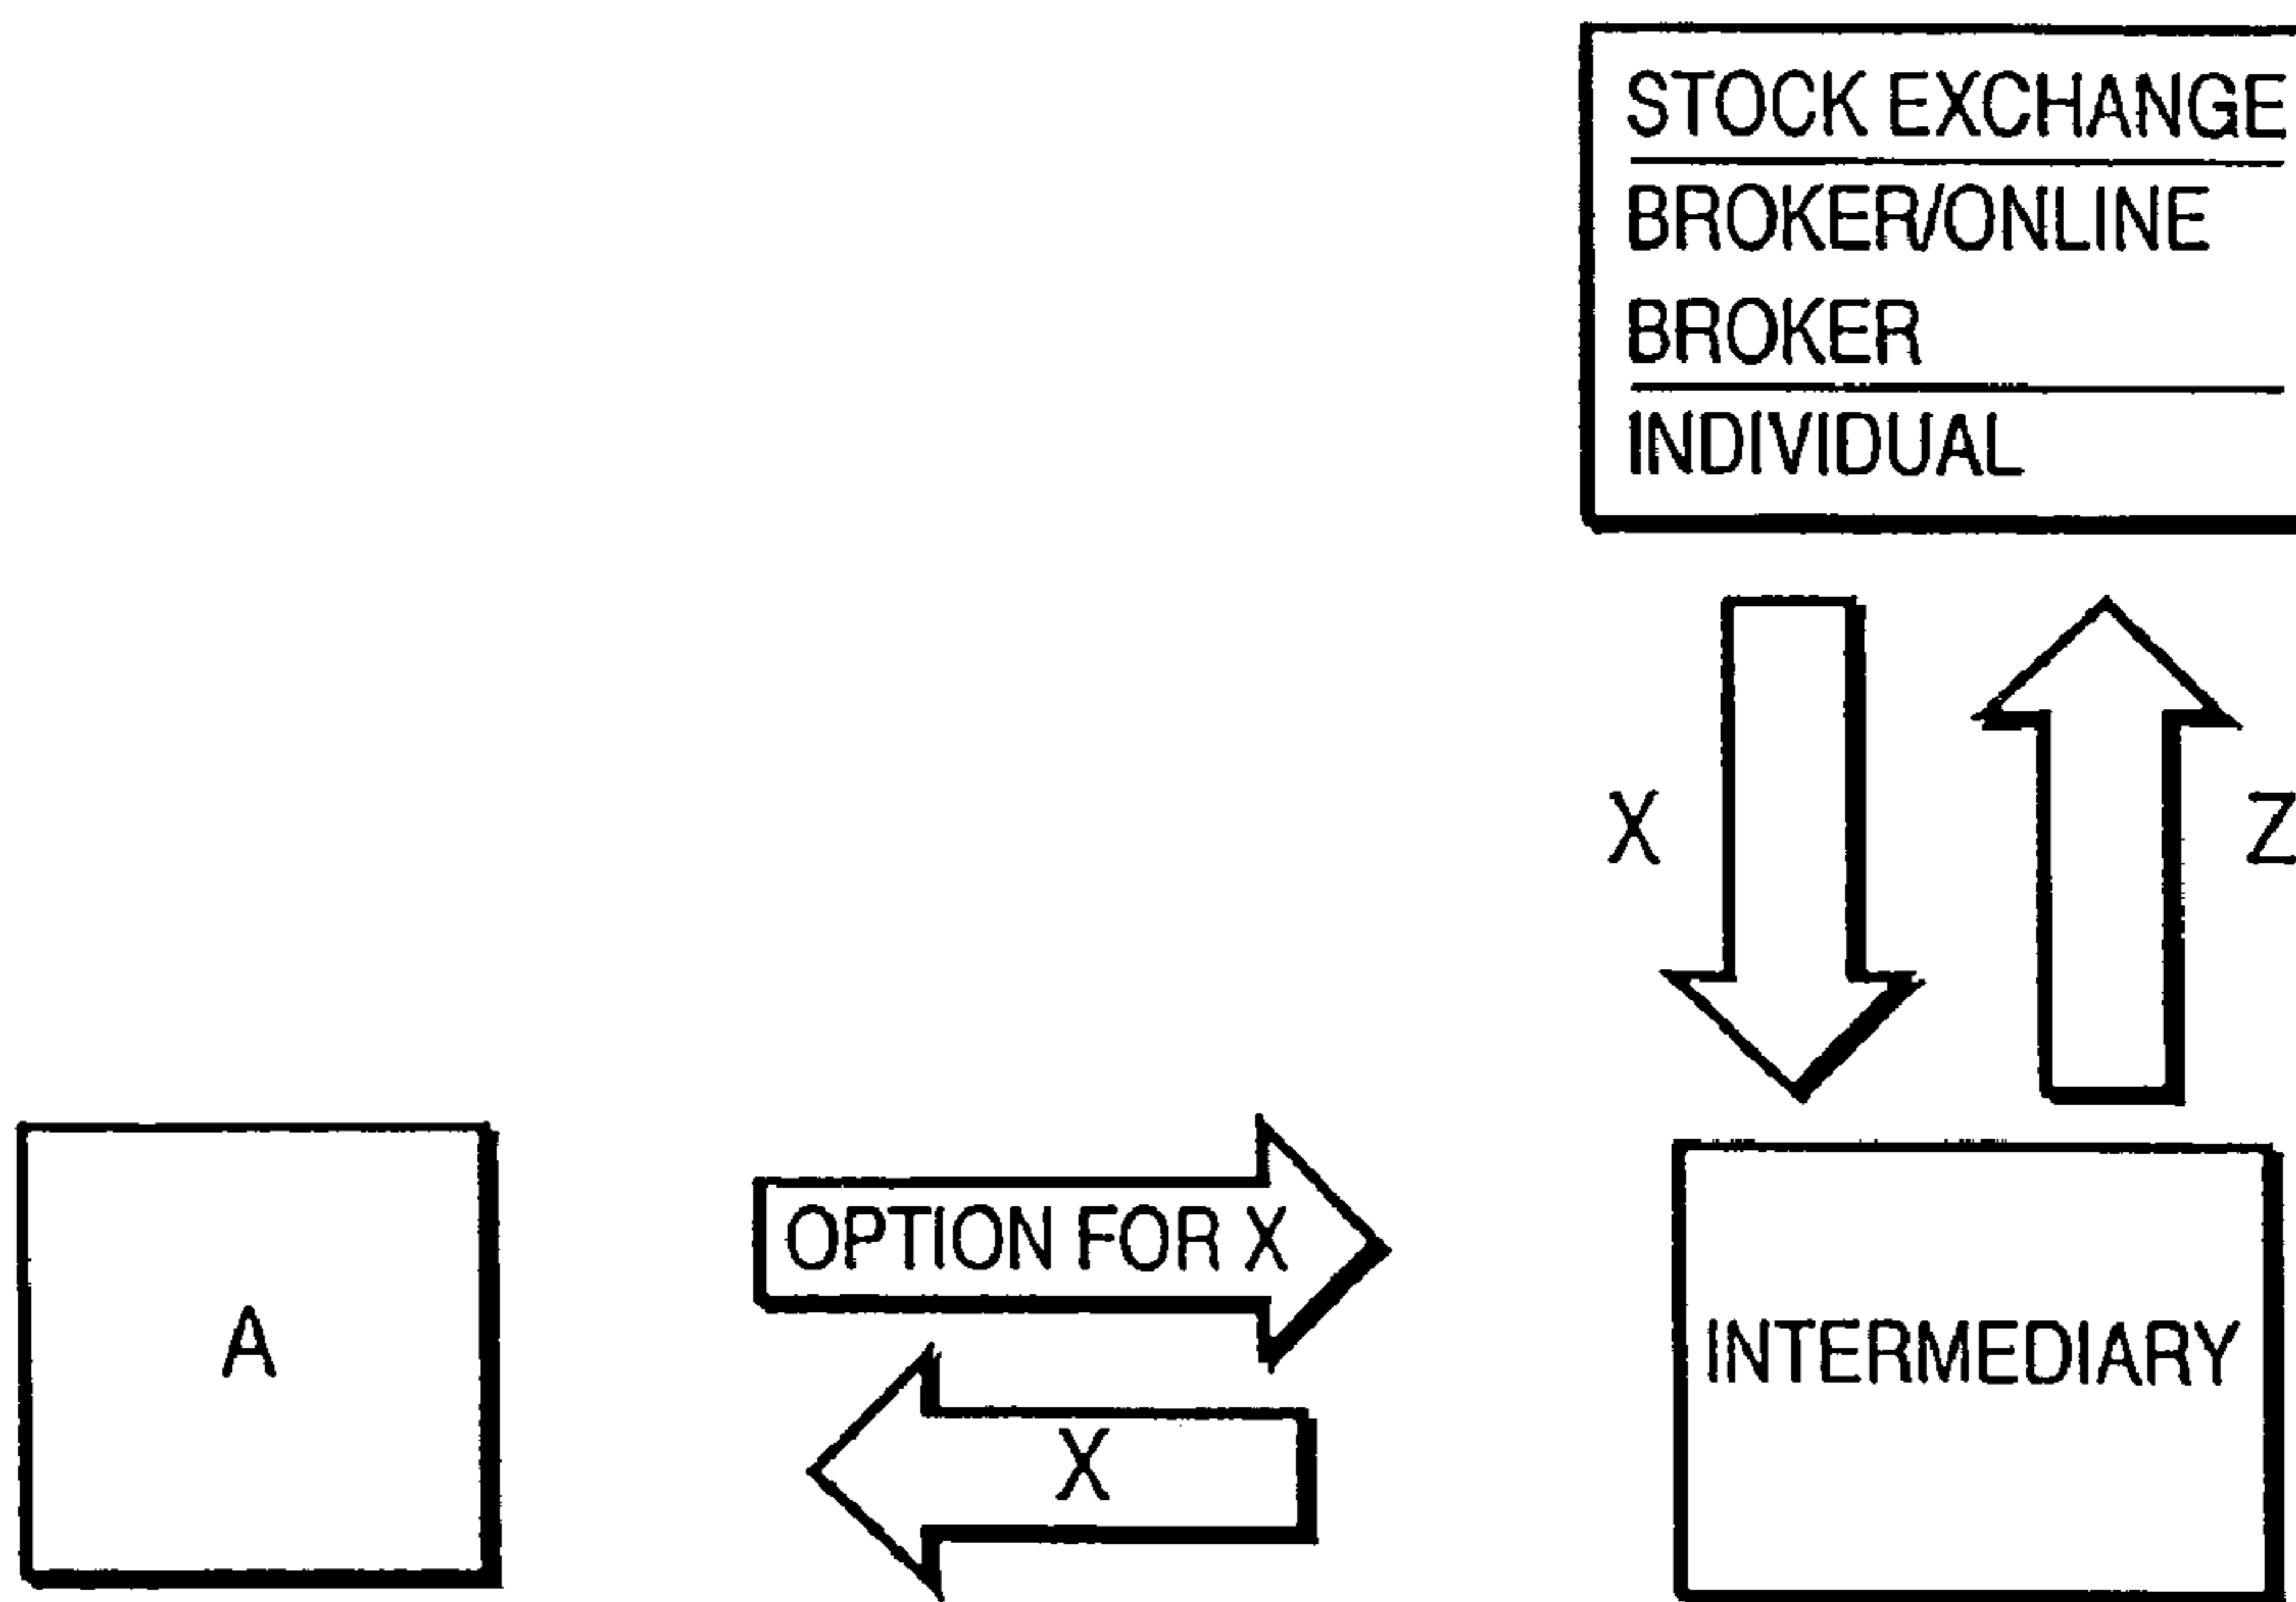 STOCK EXCHANGE
BROKER/ONLINE
BROKER
INDIVIDUAL
X
Z
OPTION FOR X
A
X
INTERMEDIARY